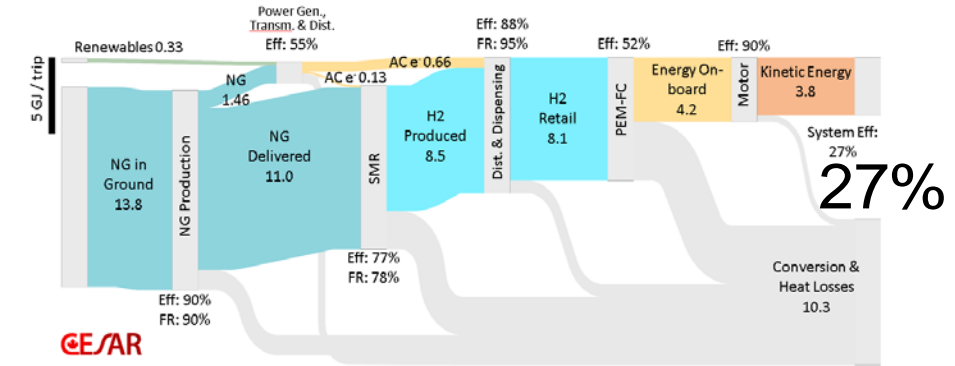 Power Gen.,
Transm. & Dist.
Eff: 55%
Eff: 88%
FR: 95%
Eff: 52%
Eff: 90%
Renewables 0.33
5 GJ / trip
AC e⁻ 0.66
AC e⁻ 0.13
NG
1.46
NG in
Ground
13.8
NG Production
NG
Delivered
11.0
SMR
H2
Produced
8.5
Dist. & Dispensing
H2
Retail
8.1
PEM-FC
Energy On-
board
4.2
Motor
Kinetic Energy
3.8
System Eff:
27%
27%
Eff: 77%
FR: 78%
Eff: 90%
FR: 90%
Conversion &
Heat Losses
10.3
CESAR